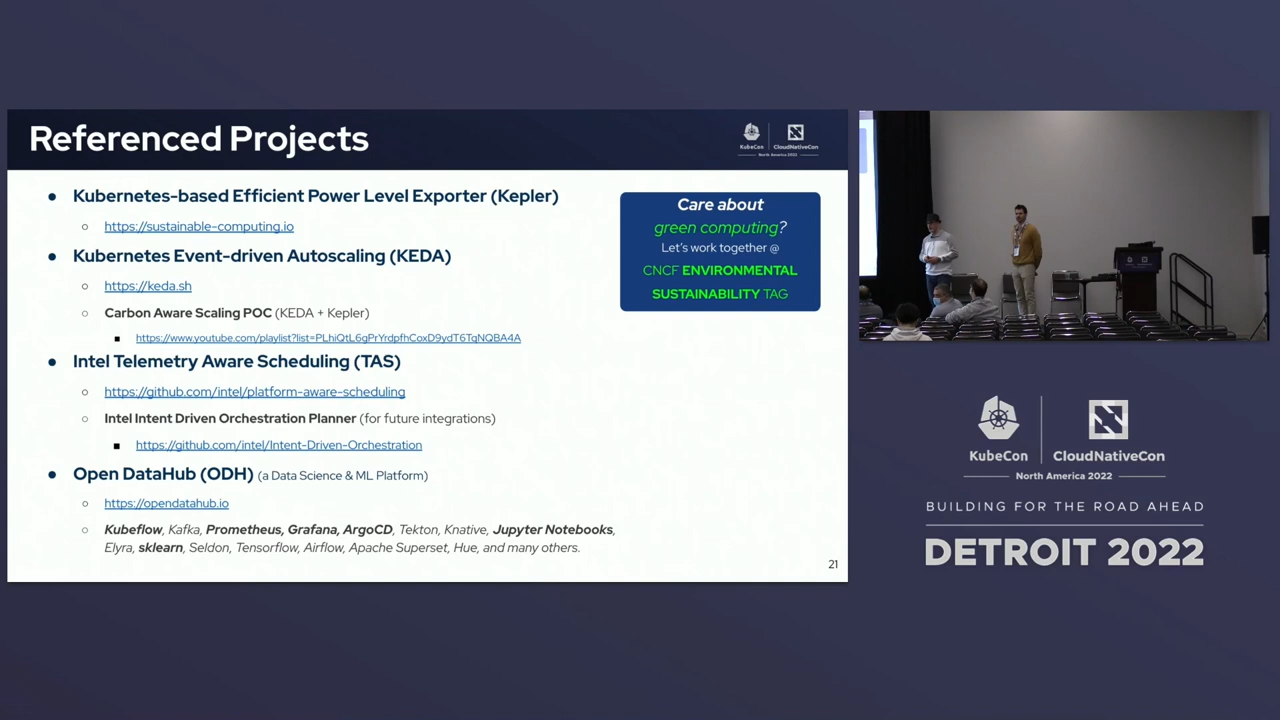 Referenced Projects
KubeCon
CloudNativeCon
North America 2022
Kubernetes-based Efficient Power Level Exporter (Kepler)
https://sustainable-computing.io
Kubernetes Event-driven Autoscaling (KEDA)
https://keda.sh
Carbon Aware Scaling POC (KEDA + Kepler)
https://www.youtube.com/playlist?list=PLhiQtL6gPrYrdpfhCoxD9ydT6TqNQBA4A
Intel Telemetry Aware Scheduling (TAS)
https://github.com/intel/platform-aware-scheduling
Intel Intent Driven Orchestration Planner (for future integrations)
https://github.com/intel/Intent-Driven-Orchestration
Open DataHub (ODH) (a Data Science & ML Platform)
https://opendatahub.io
Kubeflow, Kafka, Prometheus, Grafana, ArgoCD, Tekton, Knative, Jupyter Notebooks,
Elyra, sklearn, Seldon, Tensorflow, Airflow, Apache Superset, Hue, and many others.
Care about
green computing?
Let's work together @
CNCF ENVIRONMENTAL
SUSTAINABILITY TAG
21
KubeCon
CloudNativeCon
North America 2022
BUILDING FOR THE ROAD AHEAD
DETROIT 2022